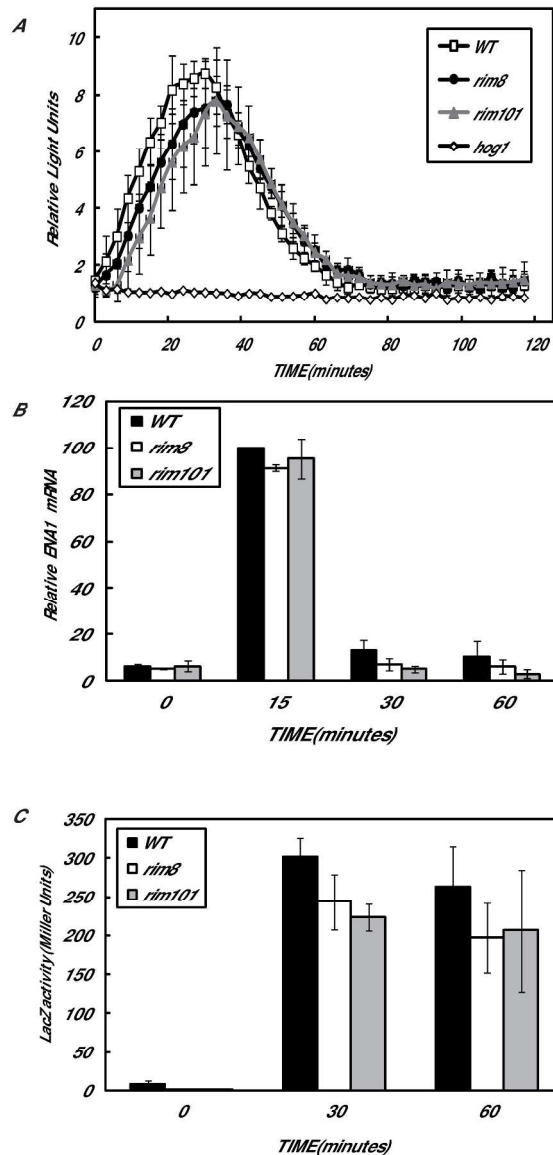 A
Relative Light Units
10
8
6
4
2
0
WT
rim8
rim101
hog1
0 20 40 60 80 100 120
TIME(minutes)
B
Relative ENA1 mRNA
120
100
80
60
40
20
0
WT
rim8
rim101
0 15 30 60
TIME(minutes)
C
LacZ activity (Miller Units)
350
300
250
200
150
100
50
0
WT
rim8
rim101
0 30 60
TIME(minutes)